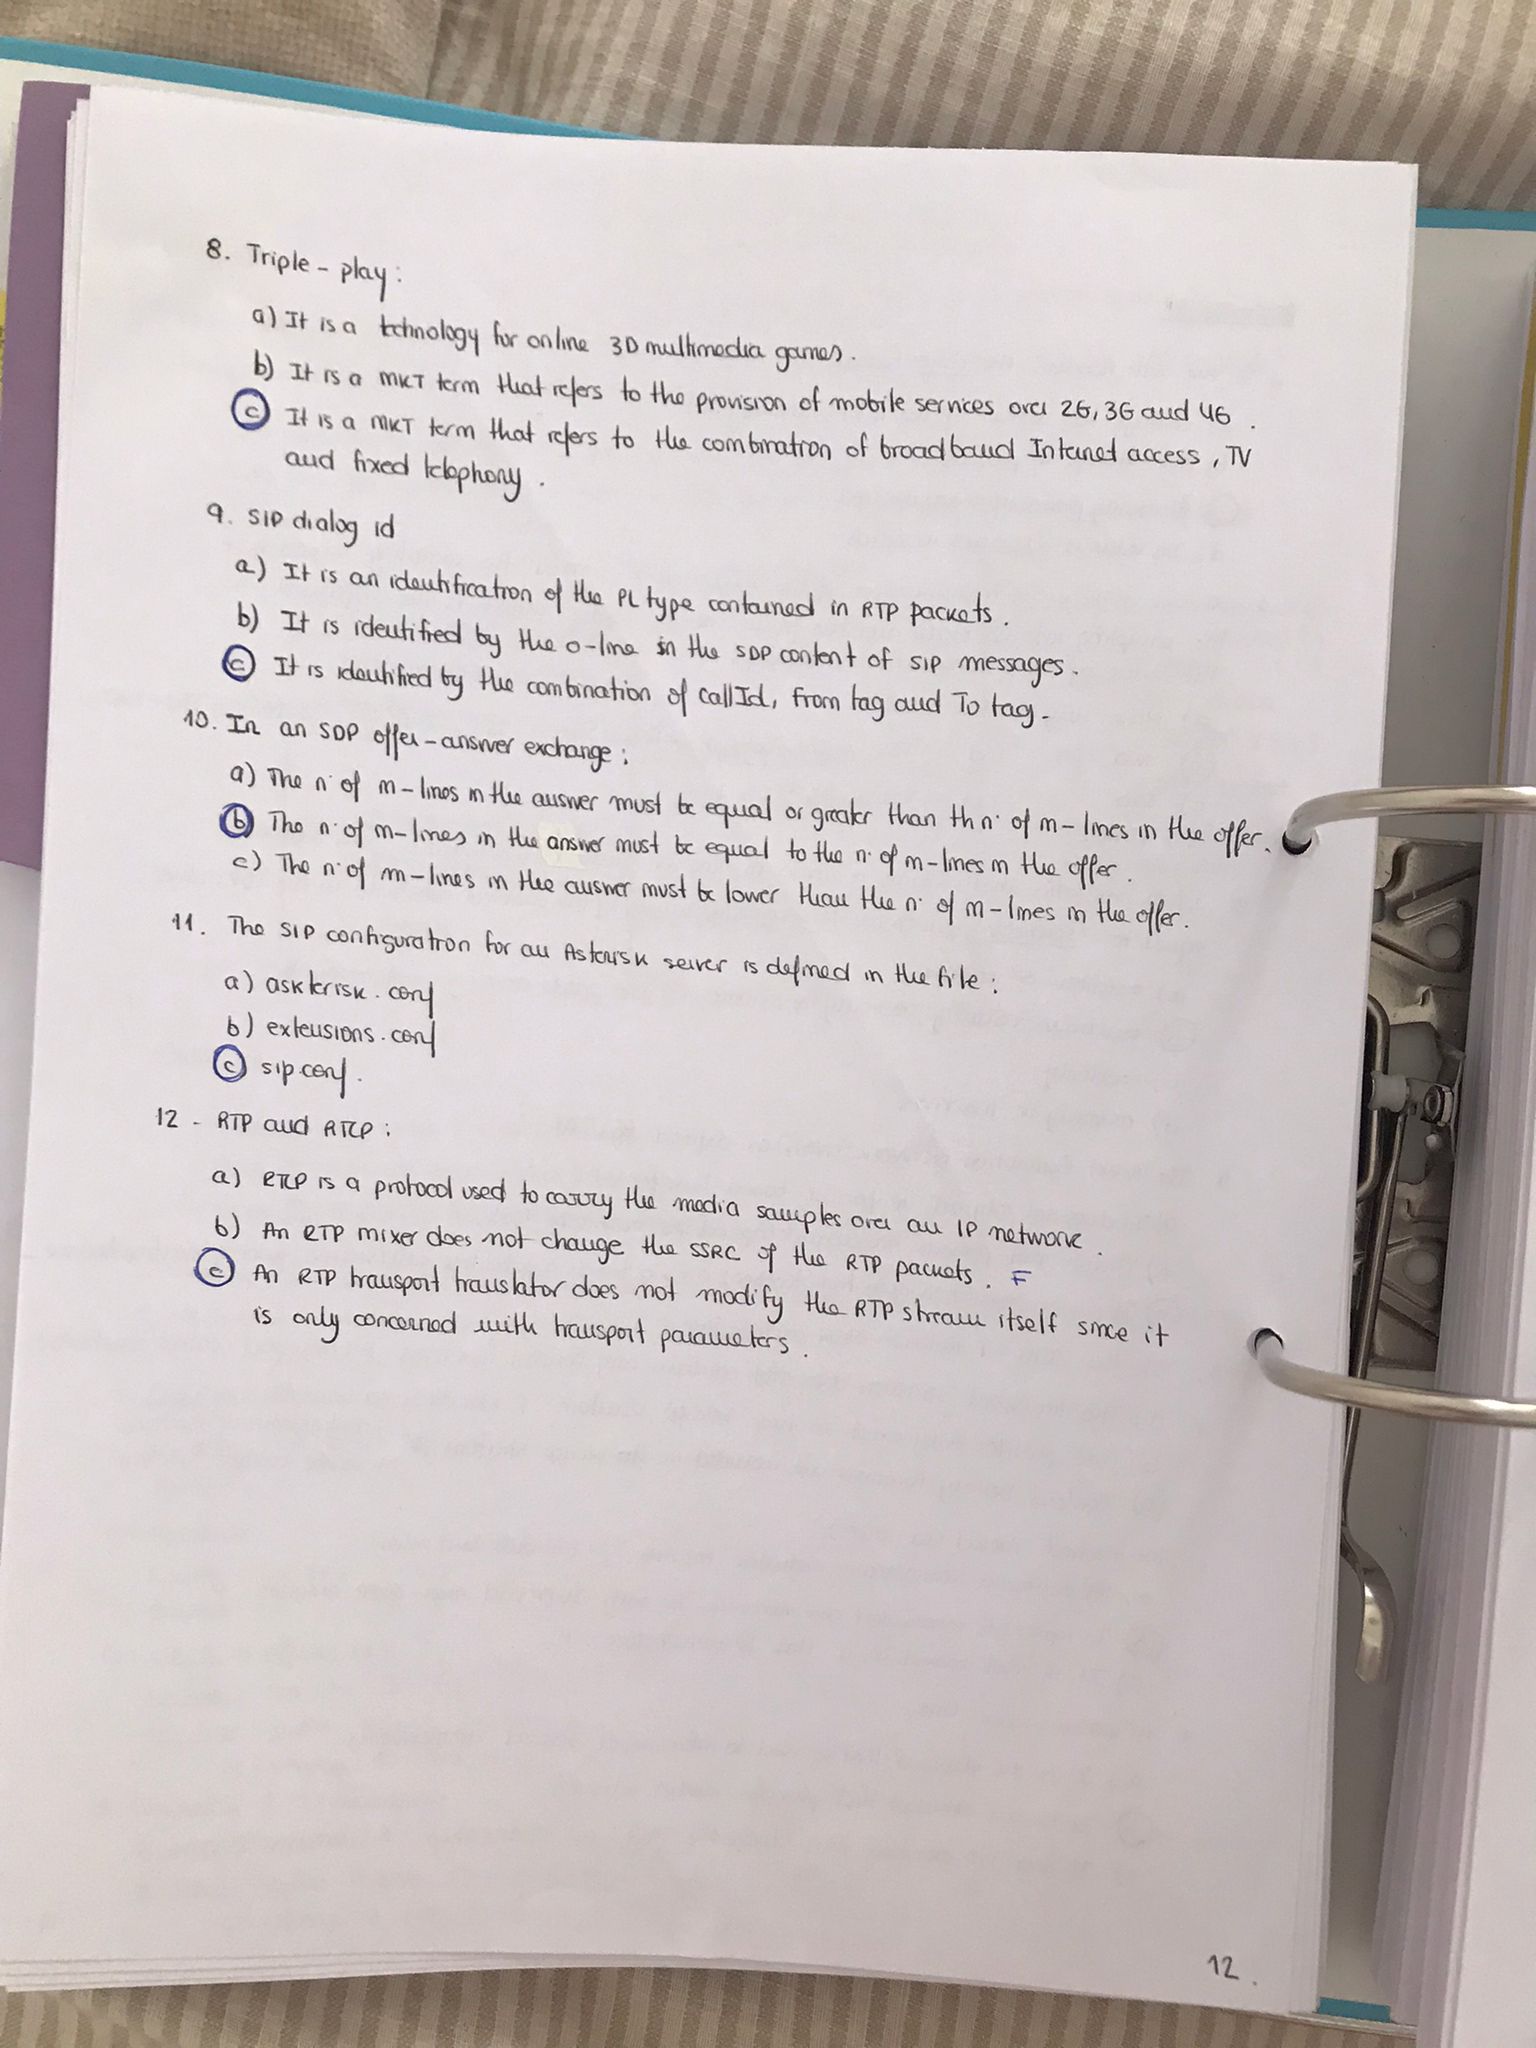 8. Triple - play:
a) It is a technology for online 3D multimedia games.
b) It is a MKT term that refers to the provision of mobile services over 2G, 3G and 4G.
c) It is a MKT term that refers to the combination of broadband Internet access, TV
and fixed telephony.
9. SIP dialog id
a) It is an identification of the PL type contained in RTP packets.
b) It is identified by the o-line in the SDP content of SIP messages.
c) It is identified by the combination of CallId, From tag and To tag.
10. In an SDP offer-answer exchange:
a) The nº of m-lines in the answer must be equal or greater than th nº of m-lines in the offer.
b) The nº of m-lines in the answer must be equal to the nº of m-lines in the offer.
c) The nº of m-lines in the answer must be lower than the nº of m-lines in the offer.
11. The SIP configuration for an Asterisk server is defined in the file:
a) askterisk.conf
b) extensions.conf
c) sip.conf.
12 - RTP and RTCP:
a) RTCP is a protocol used to carry the media samples over an IP network.
b) An RTP mixer does not change the SSRC of the RTP packets. F
c) An RTP transport translator does not modify the RTP stream itself since it
is only concerned with transport parameters.
12.